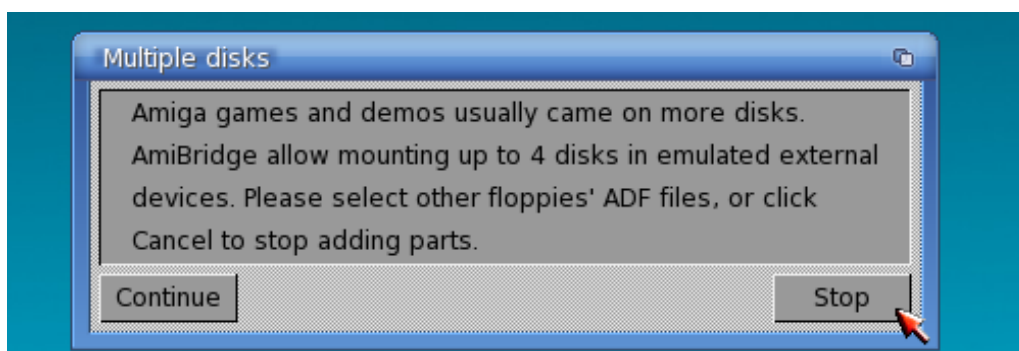 Multiple disks
Amiga games and demos usually came on more disks.
AmiBridge allow mounting up to 4 disks in emulated external
devices. Please select other floppies' ADF files, or click
Cancel to stop adding parts.
Continue
Stop